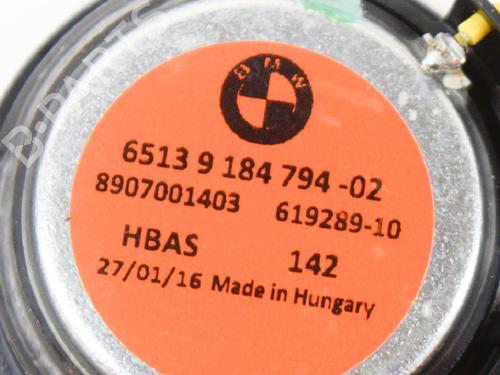 B-PARTS
BMW
6513 9 184 794 -02
8907001403 619289-10
HBAS 142
27/01/16 Made in Hungary